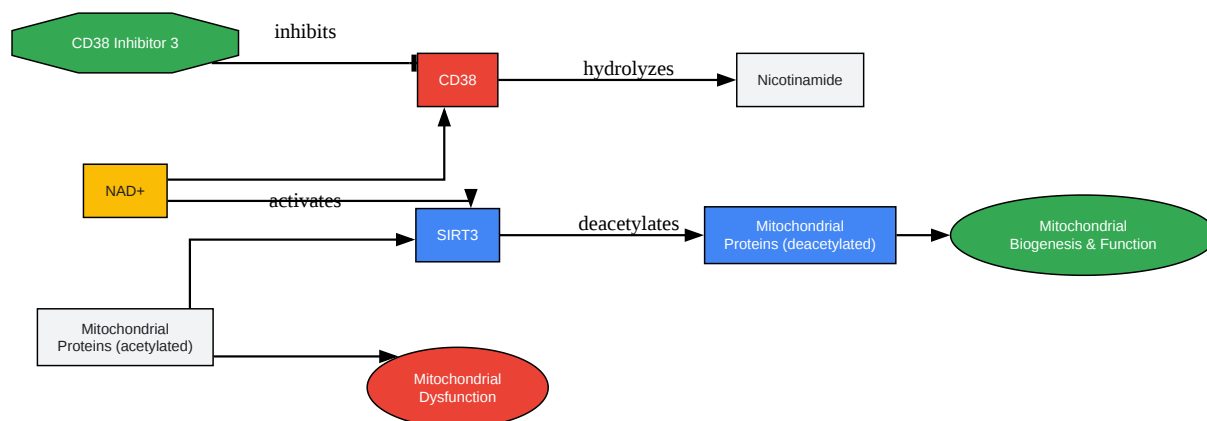 inhibits
CD38 Inhibitor 3
CD38
hydrolyzes
Nicotinamide
NAD+
activates
SIRT3
deacetylates
Mitochondrial
Proteins (deacetylated)
Mitochondrial
Biogenesis & Function
Mitochondrial
Proteins (acetylated)
Mitochondrial
Dysfunction